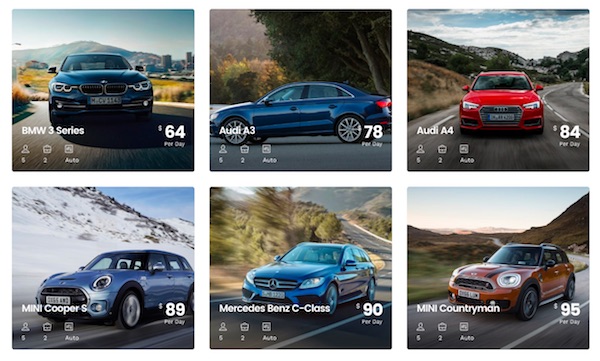 BMW 3 Series
$ 64
Per Day
5 2 Auto
Audi A3
78
Per Day
5 2 Auto
Audi A4
$ 84
Per Day
5 2 Auto
MINI Cooper S
$ 89
Per Day
5 2 Auto
Mercedes Benz C-Class
$ 90
Per Day
5 2 Auto
MINI Countryman
$ 95
Per Day
5 2 Auto